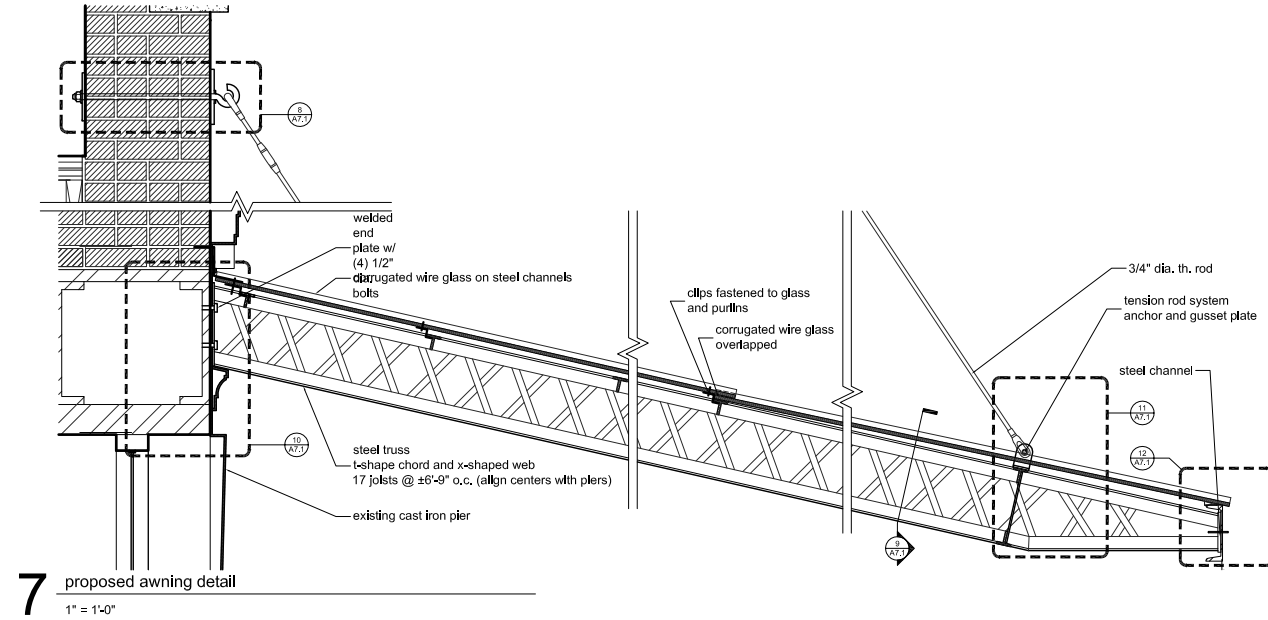 8
A7.1
welded
end
plate w/
(4) 1/2"
dia.
bolts
corrugated wire glass on steel channels
clips fastened to glass
and purlins
corrugated wire glass
overlapped
3/4" dia. th. rod
tension rod system
anchor and gusset plate
steel channel
11
A7.1
12
A7.1
10
A7.1
steel truss
t-shape chord and x-shaped web
17 joists @ ±6'-9" o.c. (align centers with piers)
existing cast iron pier
9
A7.1
7
proposed awning detail
1" = 1'-0"